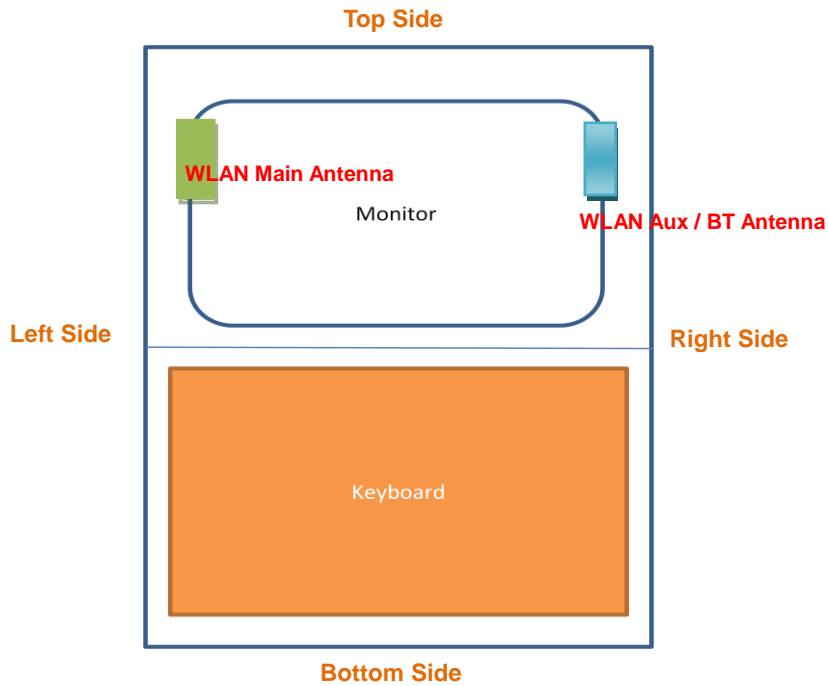 Top Side
WLAN Main Antenna
Monitor
WLAN Aux / BT Antenna
Left Side
Right Side
Keyboard
Bottom Side